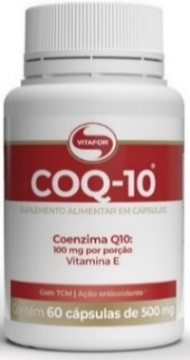 VITAFOR
COQ-10®
SUPLEMENTO ALIMENTAR EM CÁPSULAS
Coenzima Q10:
100 mg por porção
Vitamina E
Com TCM | Ação antioxidante
Contém 60 cápsulas de 500 mg